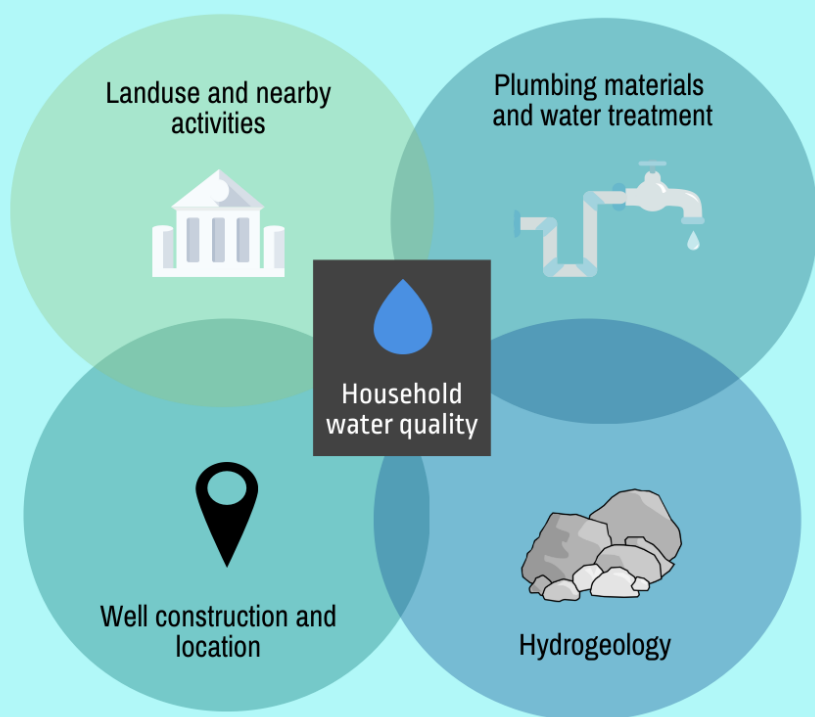 Landuse and nearby
activities
Plumbing materials
and water treatment
Household
water quality
Well construction and
location
Hydrogeology